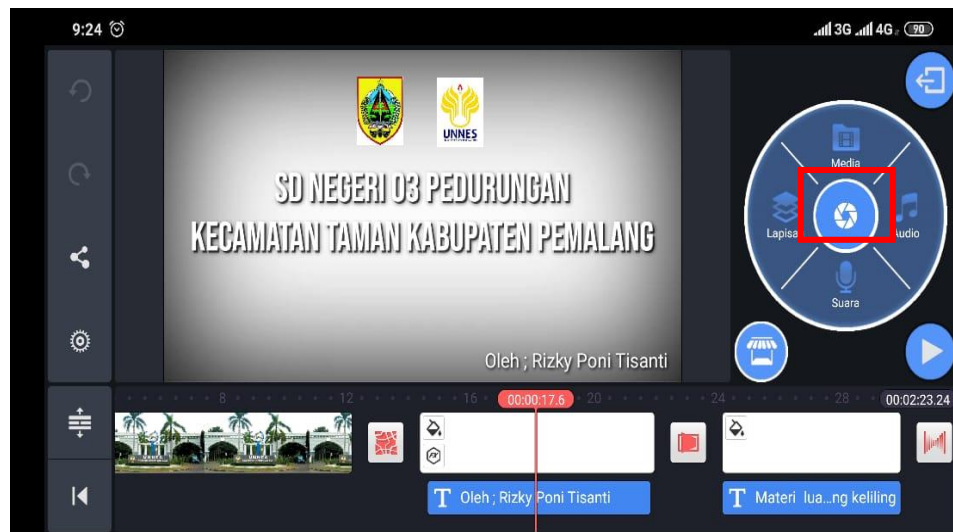 9:24
3G 4G 90
UNNES
SD NEGERI 03 PEDURUNGAN
KECAMATAN TAMAN KABUPATEN PEMALANG
Oleh ; Rizky Poni Tisanti
Media
Lapisa
Audio
Suara
8 12 16 00:00:17.6 20 24 28 00:02:23.24
T Oleh ; Rizky Poni Tisanti
T Materi lua...ng keliling